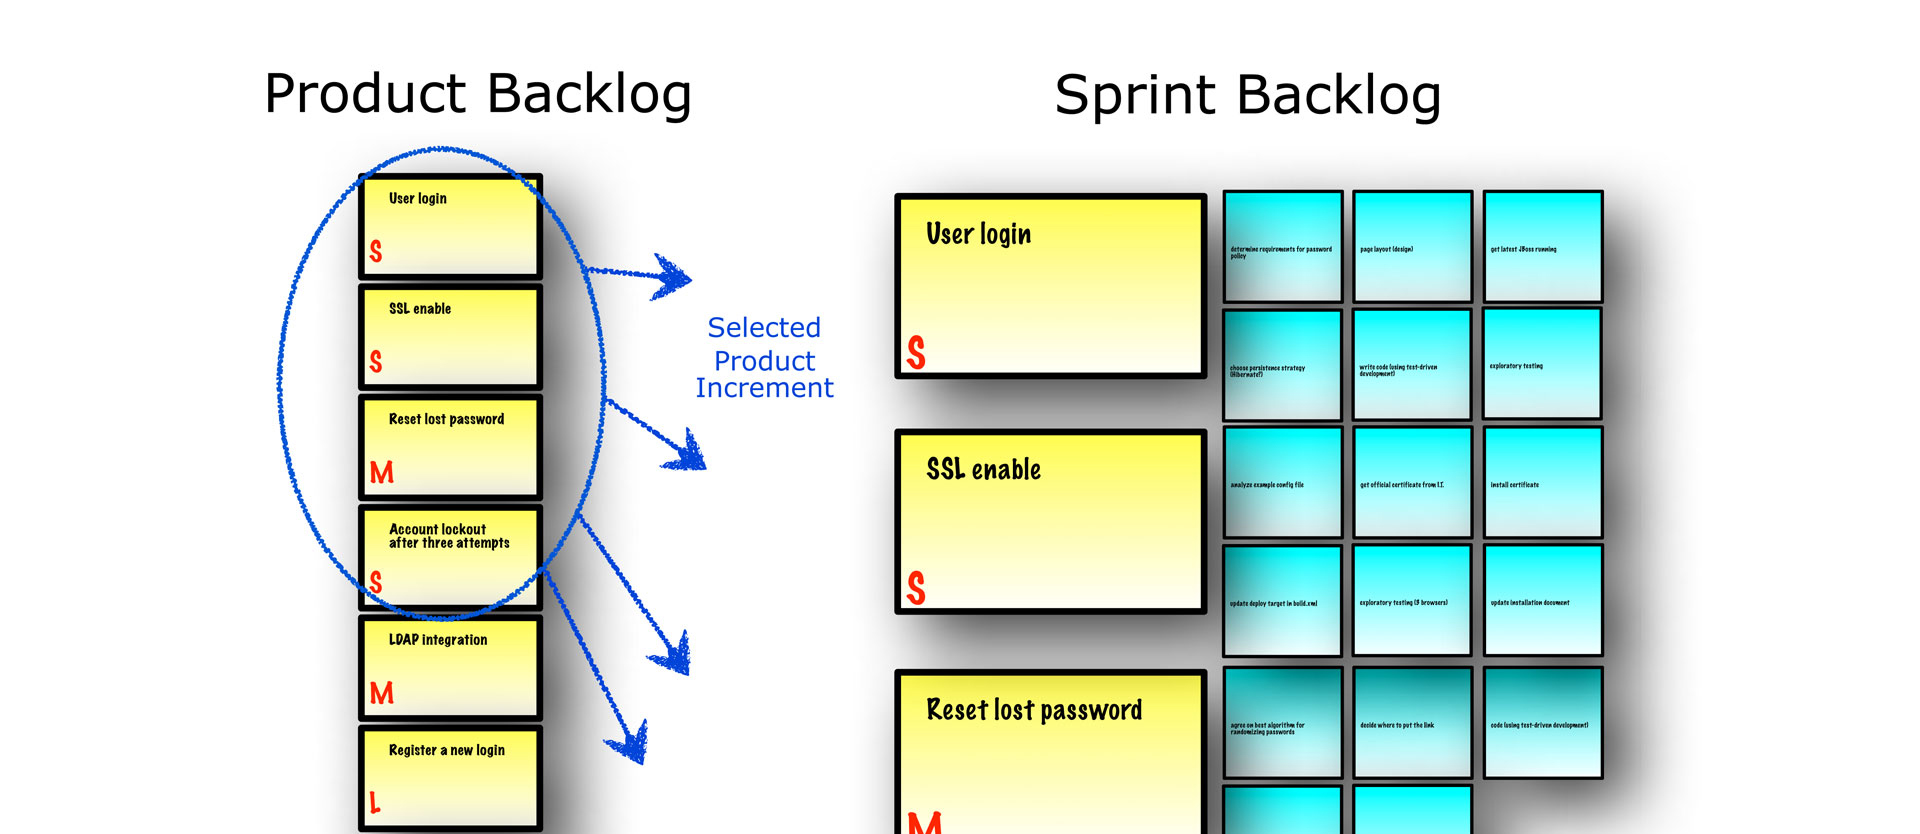 Product Backlog
User login
S
SSL enable
S
Reset lost password
M
Account lockout
after three attempts
S
LDAP integration
M
Register a new login
L
Selected
Product
Increment
Sprint Backlog
User login
S
determine requirements for password
policy
page layout (design)
get latest JBoss running
choose persistence strategy
(Hibernate?)
write code (using test-driven
development)
exploratory testing
SSL enable
S
analyze example config file
get official certificate from I.T.
install certificate
update deploy target in build.xml
exploratory testing (3 browsers)
update installation document
Reset lost password
M
agree on best algorithm for
randomizing passwords
decide where to put the link
code (using test-driven development)